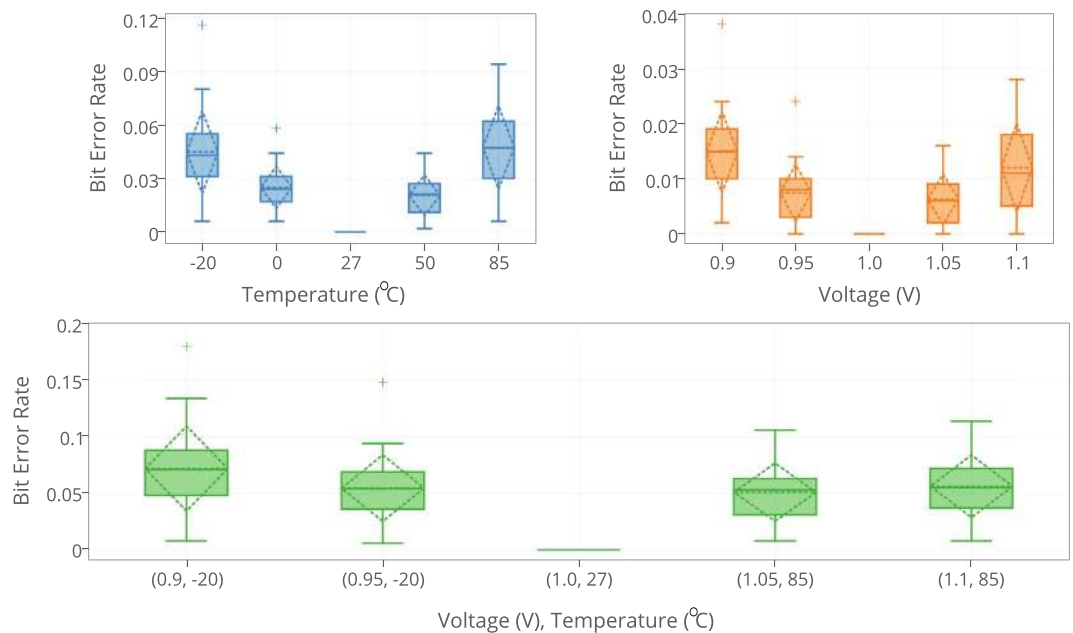 Bit Error Rate
0.12
0.09
0.06
0.03
0
-20 0 27 50 85
Temperature (°C)
Bit Error Rate
0.04
0.03
0.02
0.01
0
0.9 0.95 1.0 1.05 1.1
Voltage (V)
Bit Error Rate
0.2
0.15
0.1
0.05
0
(0.9, -20) (0.95, -20) (1.0, 27) (1.05, 85) (1.1, 85)
Voltage (V), Temperature (°C)